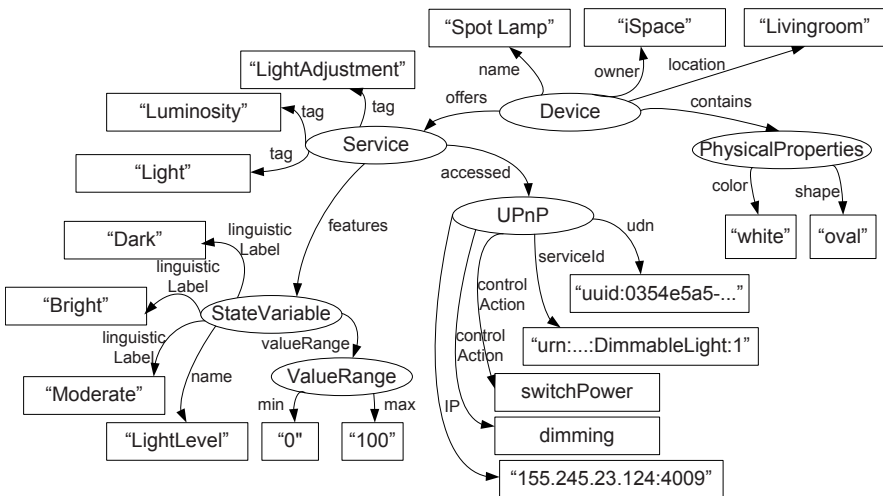 “Spot Lamp”
“iSpace”
“Livingroom”
name
owner
location
“LightAdjustment”
offers
Device
contains
“Luminosity”
tag
tag
Service
PhysicalProperties
tag
“Light”
accessed
color
shape
UPnP
features
udn
“white”
“oval”
“Dark”
linguistic
Label
serviceId
linguistic
Label
control
Action
“uuid:0354e5a5-...”
“Bright”
StateVariable
linguistic
Label
valueRange
control
Action
“urn:...:DimmableLight:1”
name
ValueRange
“Moderate”
switchPower
min
max
IP
“LightLevel”
“0"
“100”
dimming
“155.245.23.124:4009”